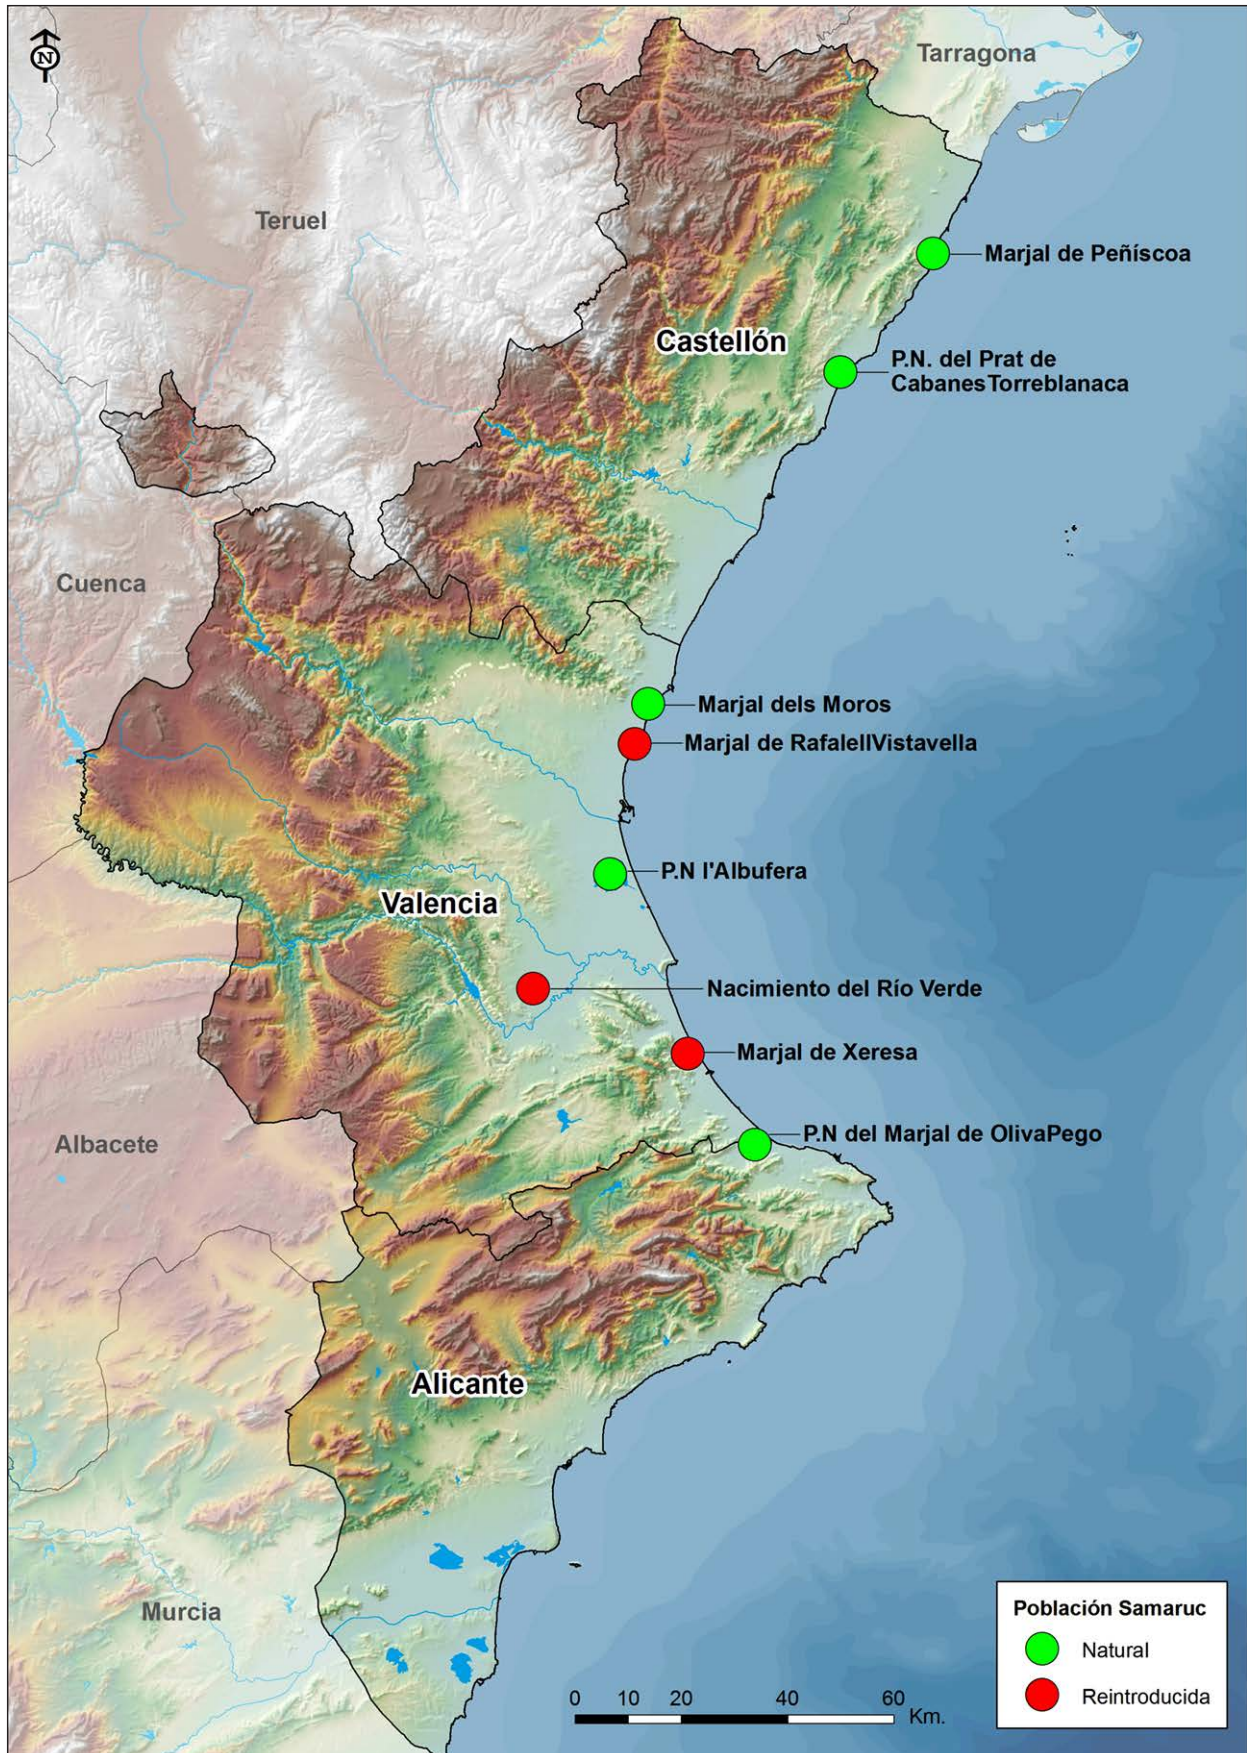 N
Tarragona
Teruel
Marjal de Peñíscoa
Castellón
P.N. del Prat de
CabanesTorreblanaca
Cuenca
Marjal dels Moros
Marjal de RafalellVistavella
P.N l'Albufera
Valencia
Nacimiento del Río Verde
Marjal de Xeresa
P.N del Marjal de OlivaPego
Albacete
Alicante
Murcia
Población Samaruc
Natural
Reintroducida
0 10 20 40 60
Km.